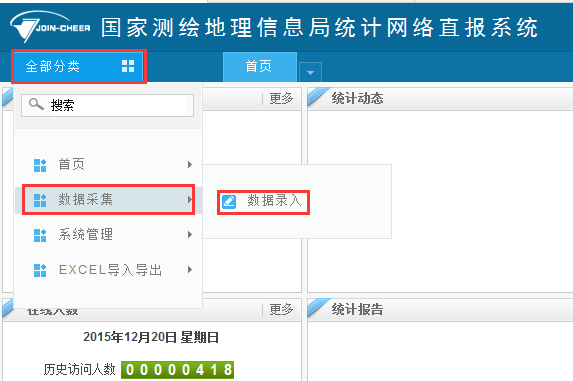 JOIN-CHEER 国家测绘地理信息局统计网络直报系统
全部分类 首页
更多 统计动态
搜索
首页
数据采集 数据录入
系统管理
EXCEL导入导出
在线人数 更多 统计报告
2015年12月20日 星期日
历史访问人数 00000418